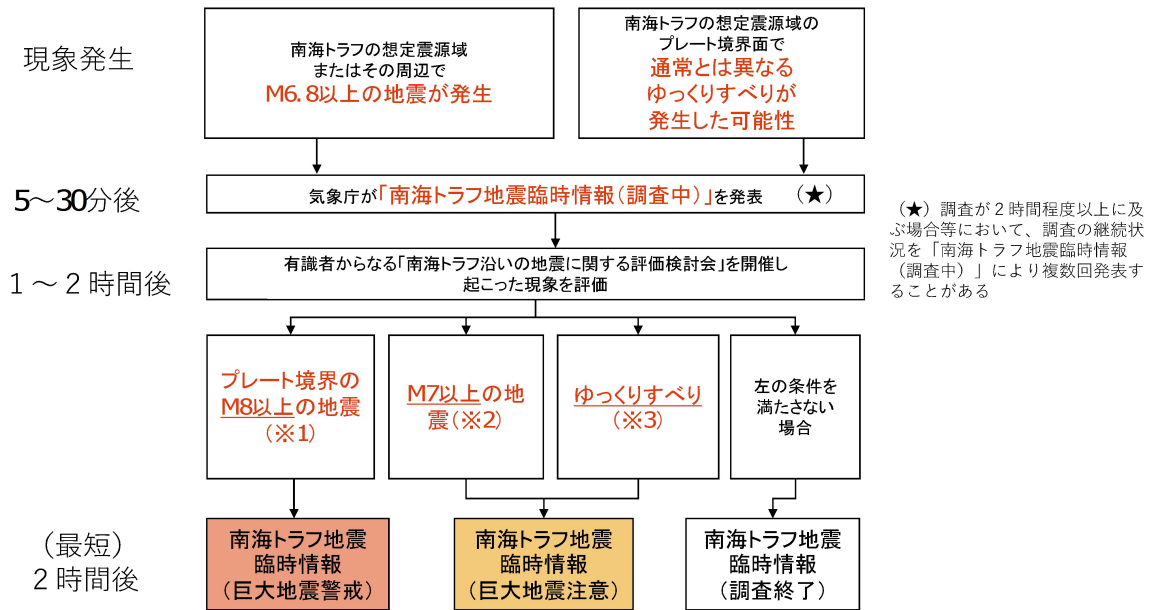 現象発生
南海トラフの想定震源域
またはその周辺で
M6.8以上の地震が発生
南海トラフの想定震源域の
プレート境界面で
通常とは異なる
ゆっくりすべりが
発生した可能性
5～30分後
気象庁が「南海トラフ地震臨時情報(調査中)」を発表 (★)
(★)調査が2時間程度以上に及
ぶ場合等において、調査の継続状
況を「南海トラフ地震臨時情報
(調査中)」により複数回発表す
ることがある
1～2時間後
有識者からなる「南海トラフ沿いの地震に関する評価検討会」を開催し
起こった現象を評価
プレート境界の
M8以上の地震
(※1)
M7以上の地
震(※2)
ゆっくりすべり
(※3)
左の条件を
満たさない
場合
(最短)
2時間後
南海トラフ地震
臨時情報
(巨大地震警戒)
南海トラフ地震
臨時情報
(巨大地震注意)
南海トラフ地震
臨時情報
(調査終了)